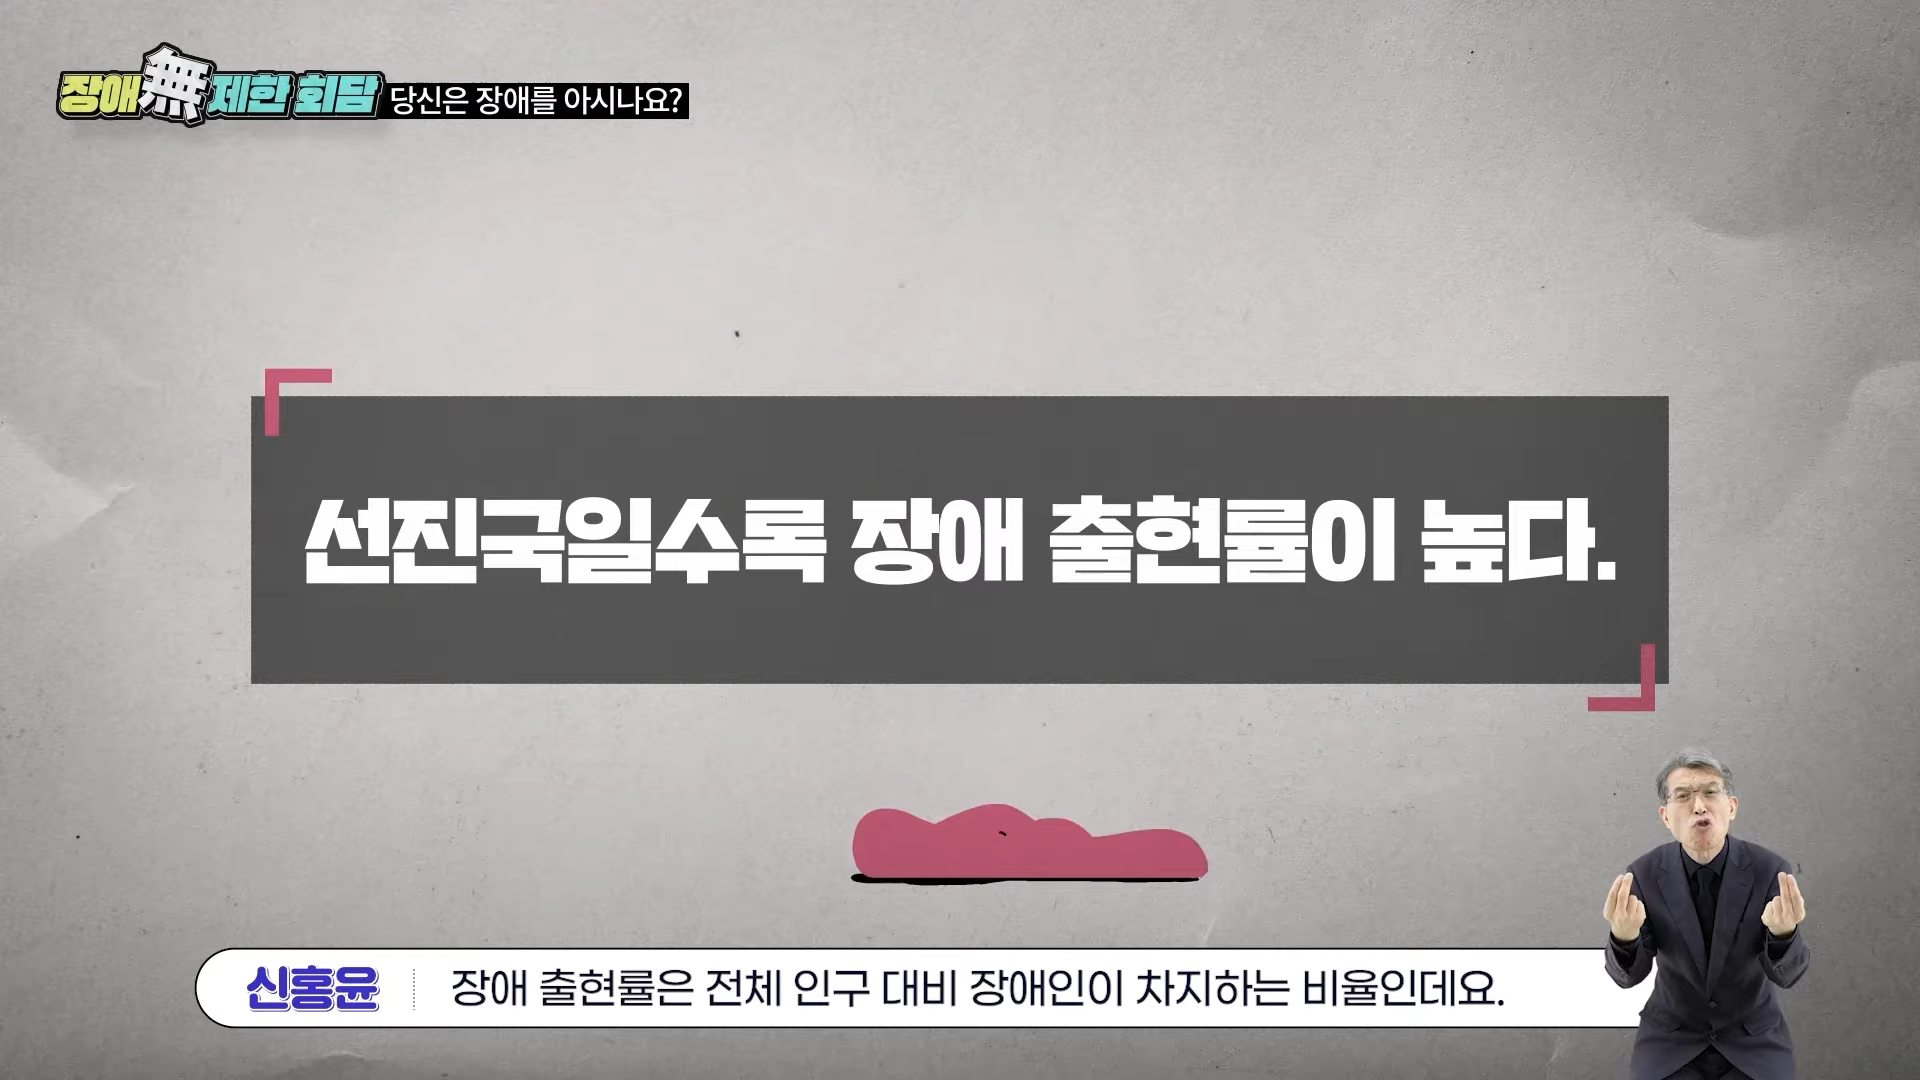 장애無제한 회담 당신은 장애를 아시나요?
선진국일수록 장애 출현률이 높다.
신홍윤 장애 출현률은 전체 인구 대비 장애인이 차지하는 비율인데요.